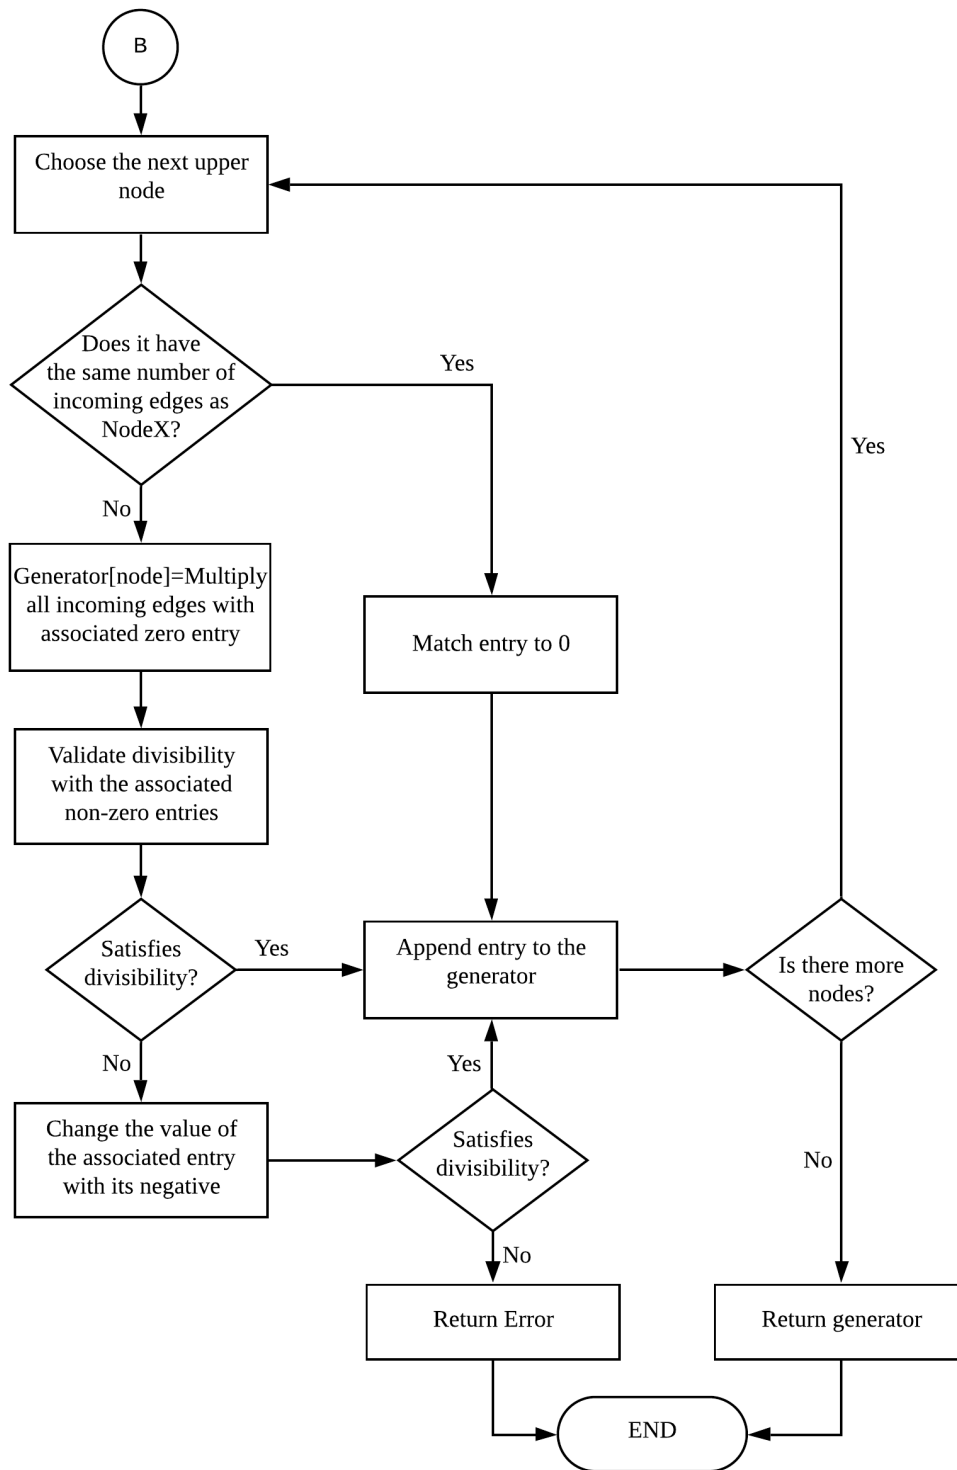 B
Choose the next upper
node
Does it have
the same number of
incoming edges as
NodeX?
Yes
Yes
No
Generator[node]=Multiply
all incoming edges with
associated zero entry
Match entry to 0
Validate divisibility
with the associated
non-zero entries
Satisfies
divisibility?
Yes
Append entry to the
generator
Is there more
nodes?
No
Yes
Change the value of
the associated entry
with its negative
Satisfies
divisibility?
No
No
Return Error
Return generator
END